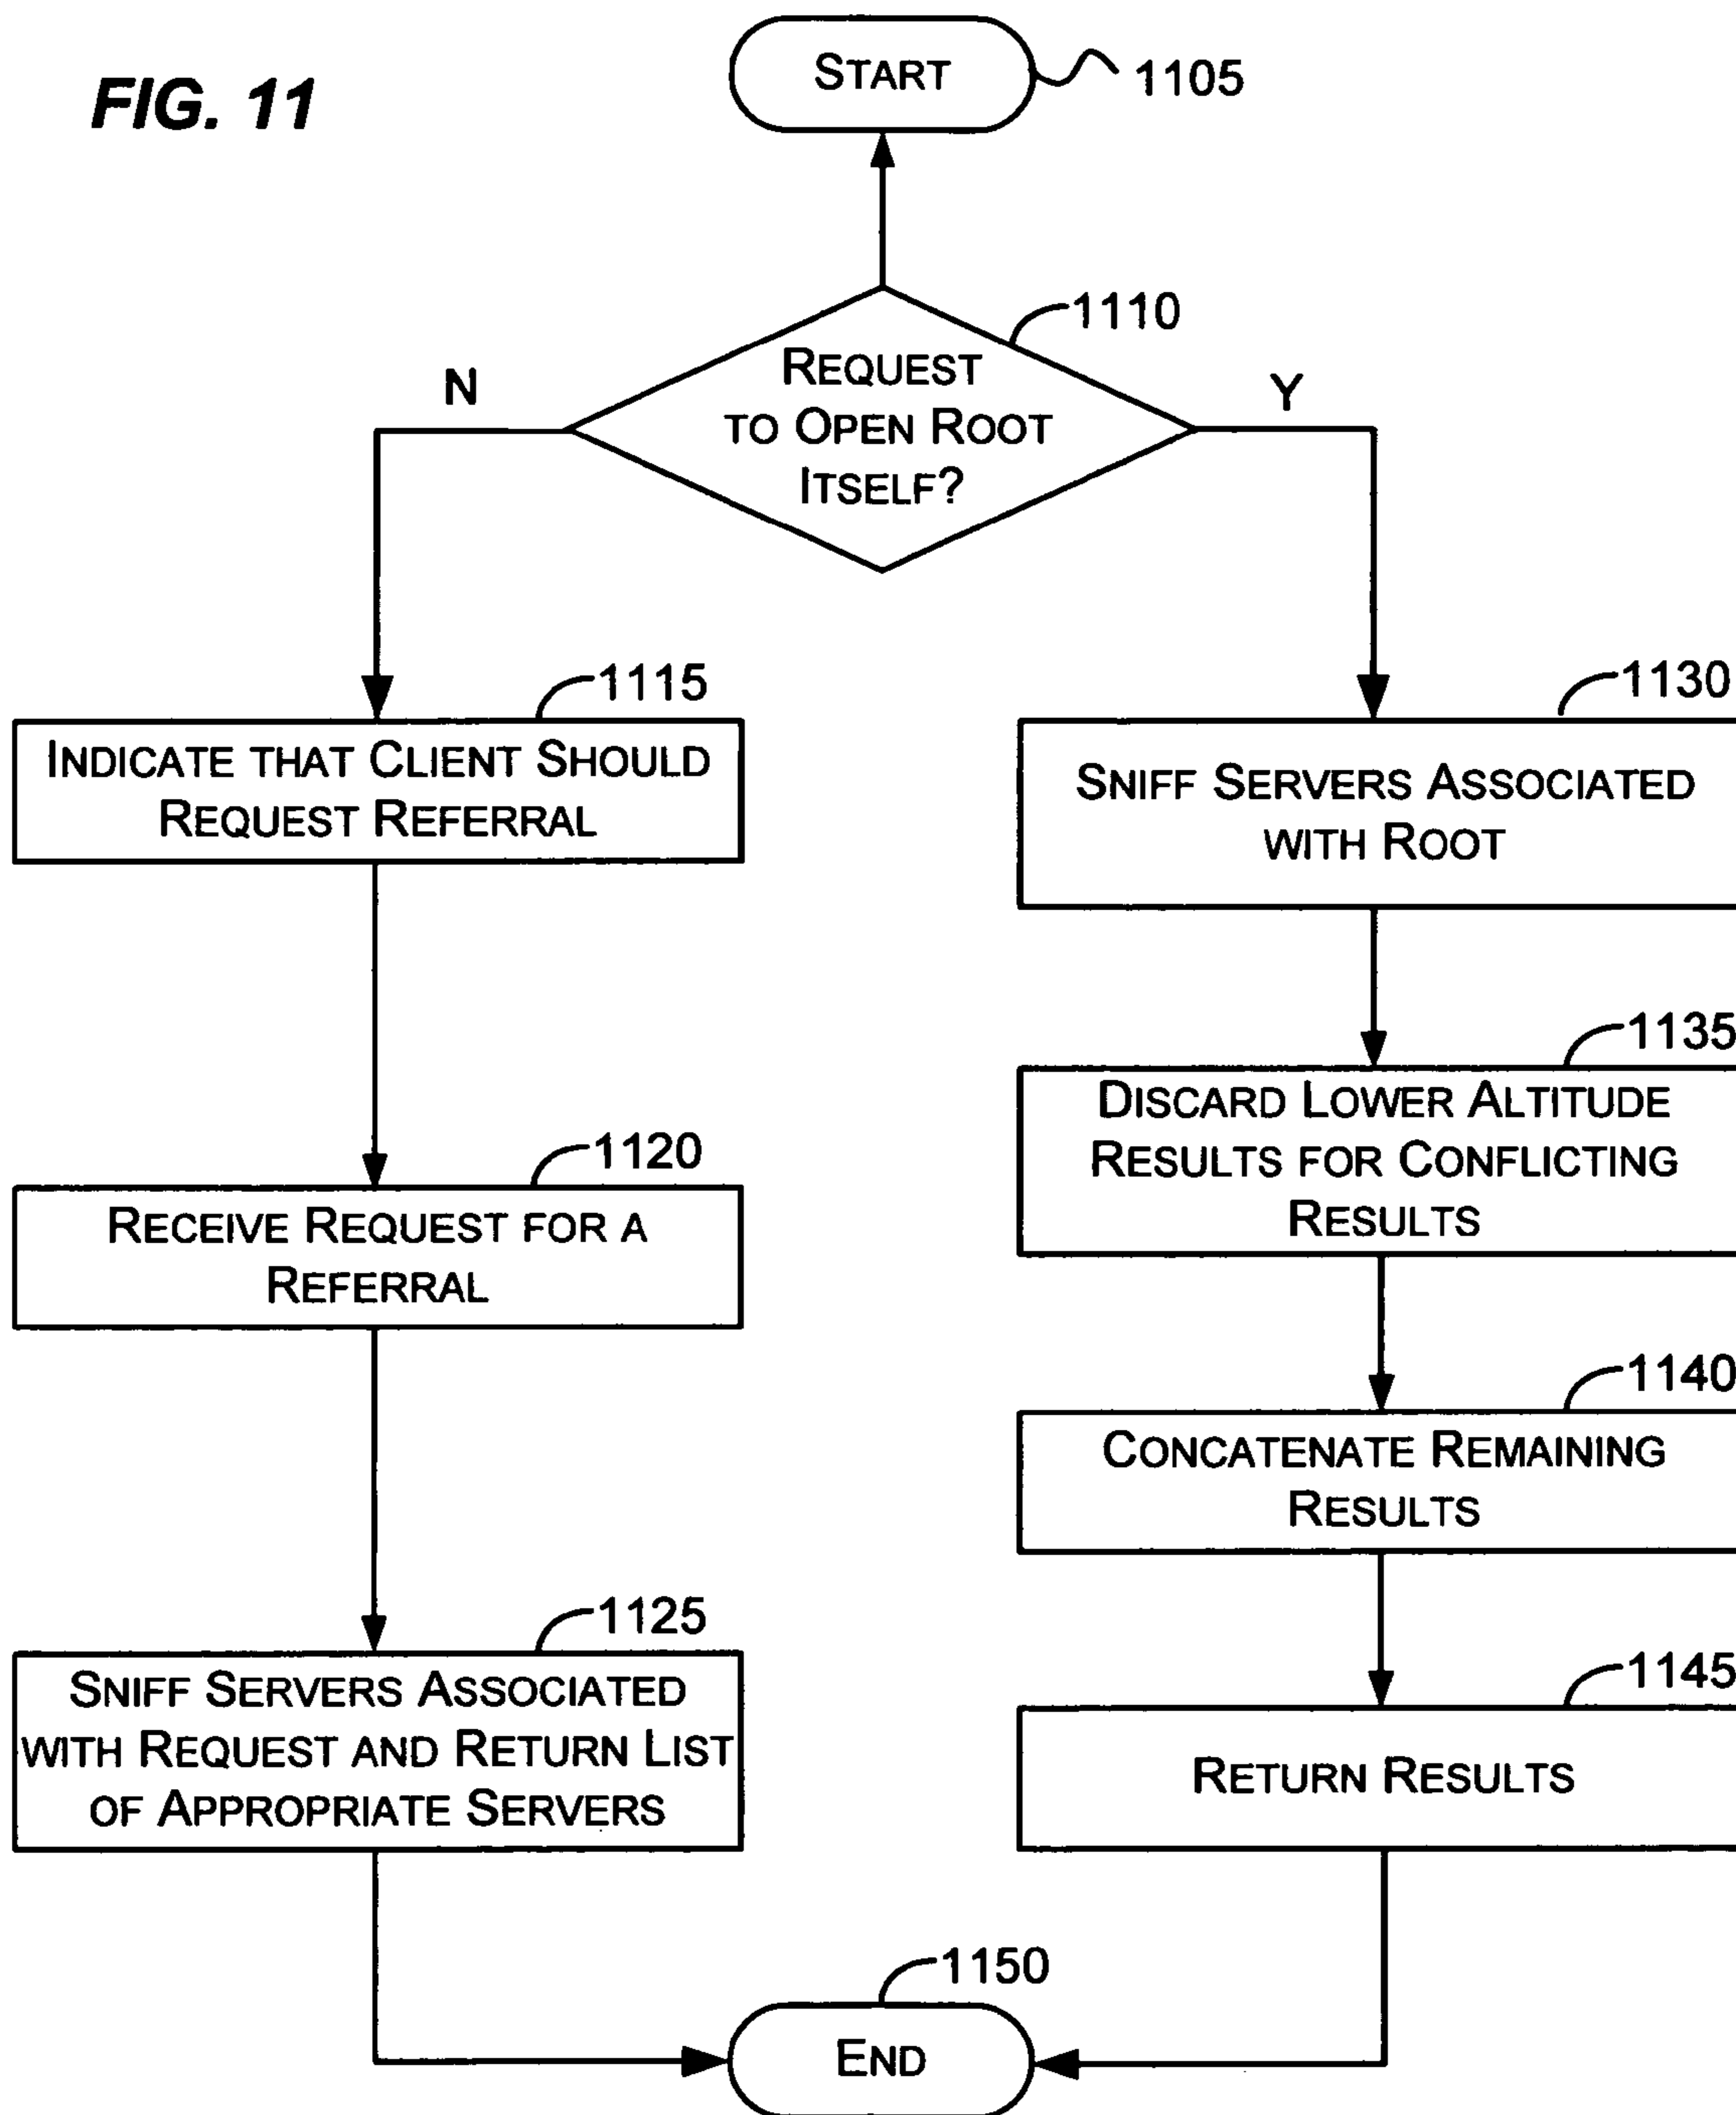 FIG. 11
START
1105
1110
REQUEST
TO OPEN ROOT
ITSELF?
N
Y
1115
INDICATE THAT CLIENT SHOULD
REQUEST REFERRAL
1130
SNIFF SERVERS ASSOCIATED
WITH ROOT
1120
RECEIVE REQUEST FOR A
REFERRAL
1135
DISCARD LOWER ALTITUDE
RESULTS FOR CONFLICTING
RESULTS
1140
CONCATENATE REMAINING
RESULTS
1125
SNIFF SERVERS ASSOCIATED
WITH REQUEST AND RETURN LIST
OF APPROPRIATE SERVERS
1145
RETURN RESULTS
1150
END